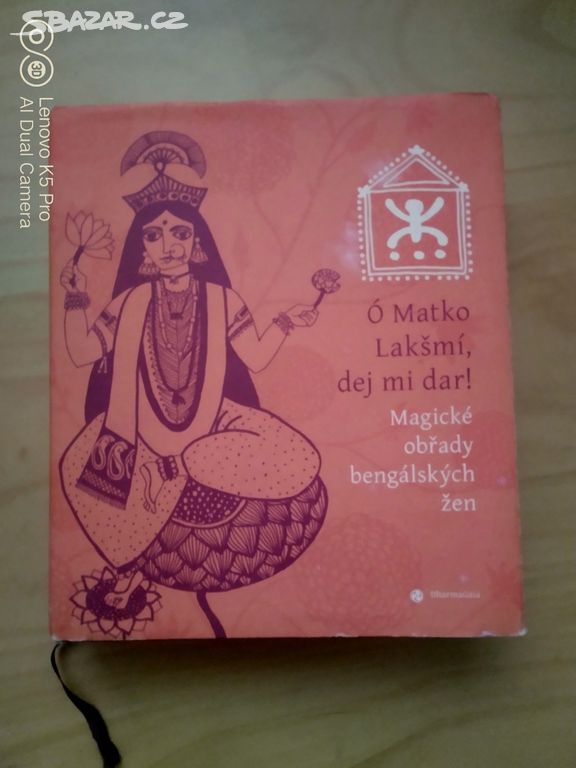 SBAZAR.CZ
Lenovo K5 Pro
AI Dual Camera
Ó Matko
Lakšmí,
dej mi dar!
Magické
obřady
bengálských
žen
DharmaGaia